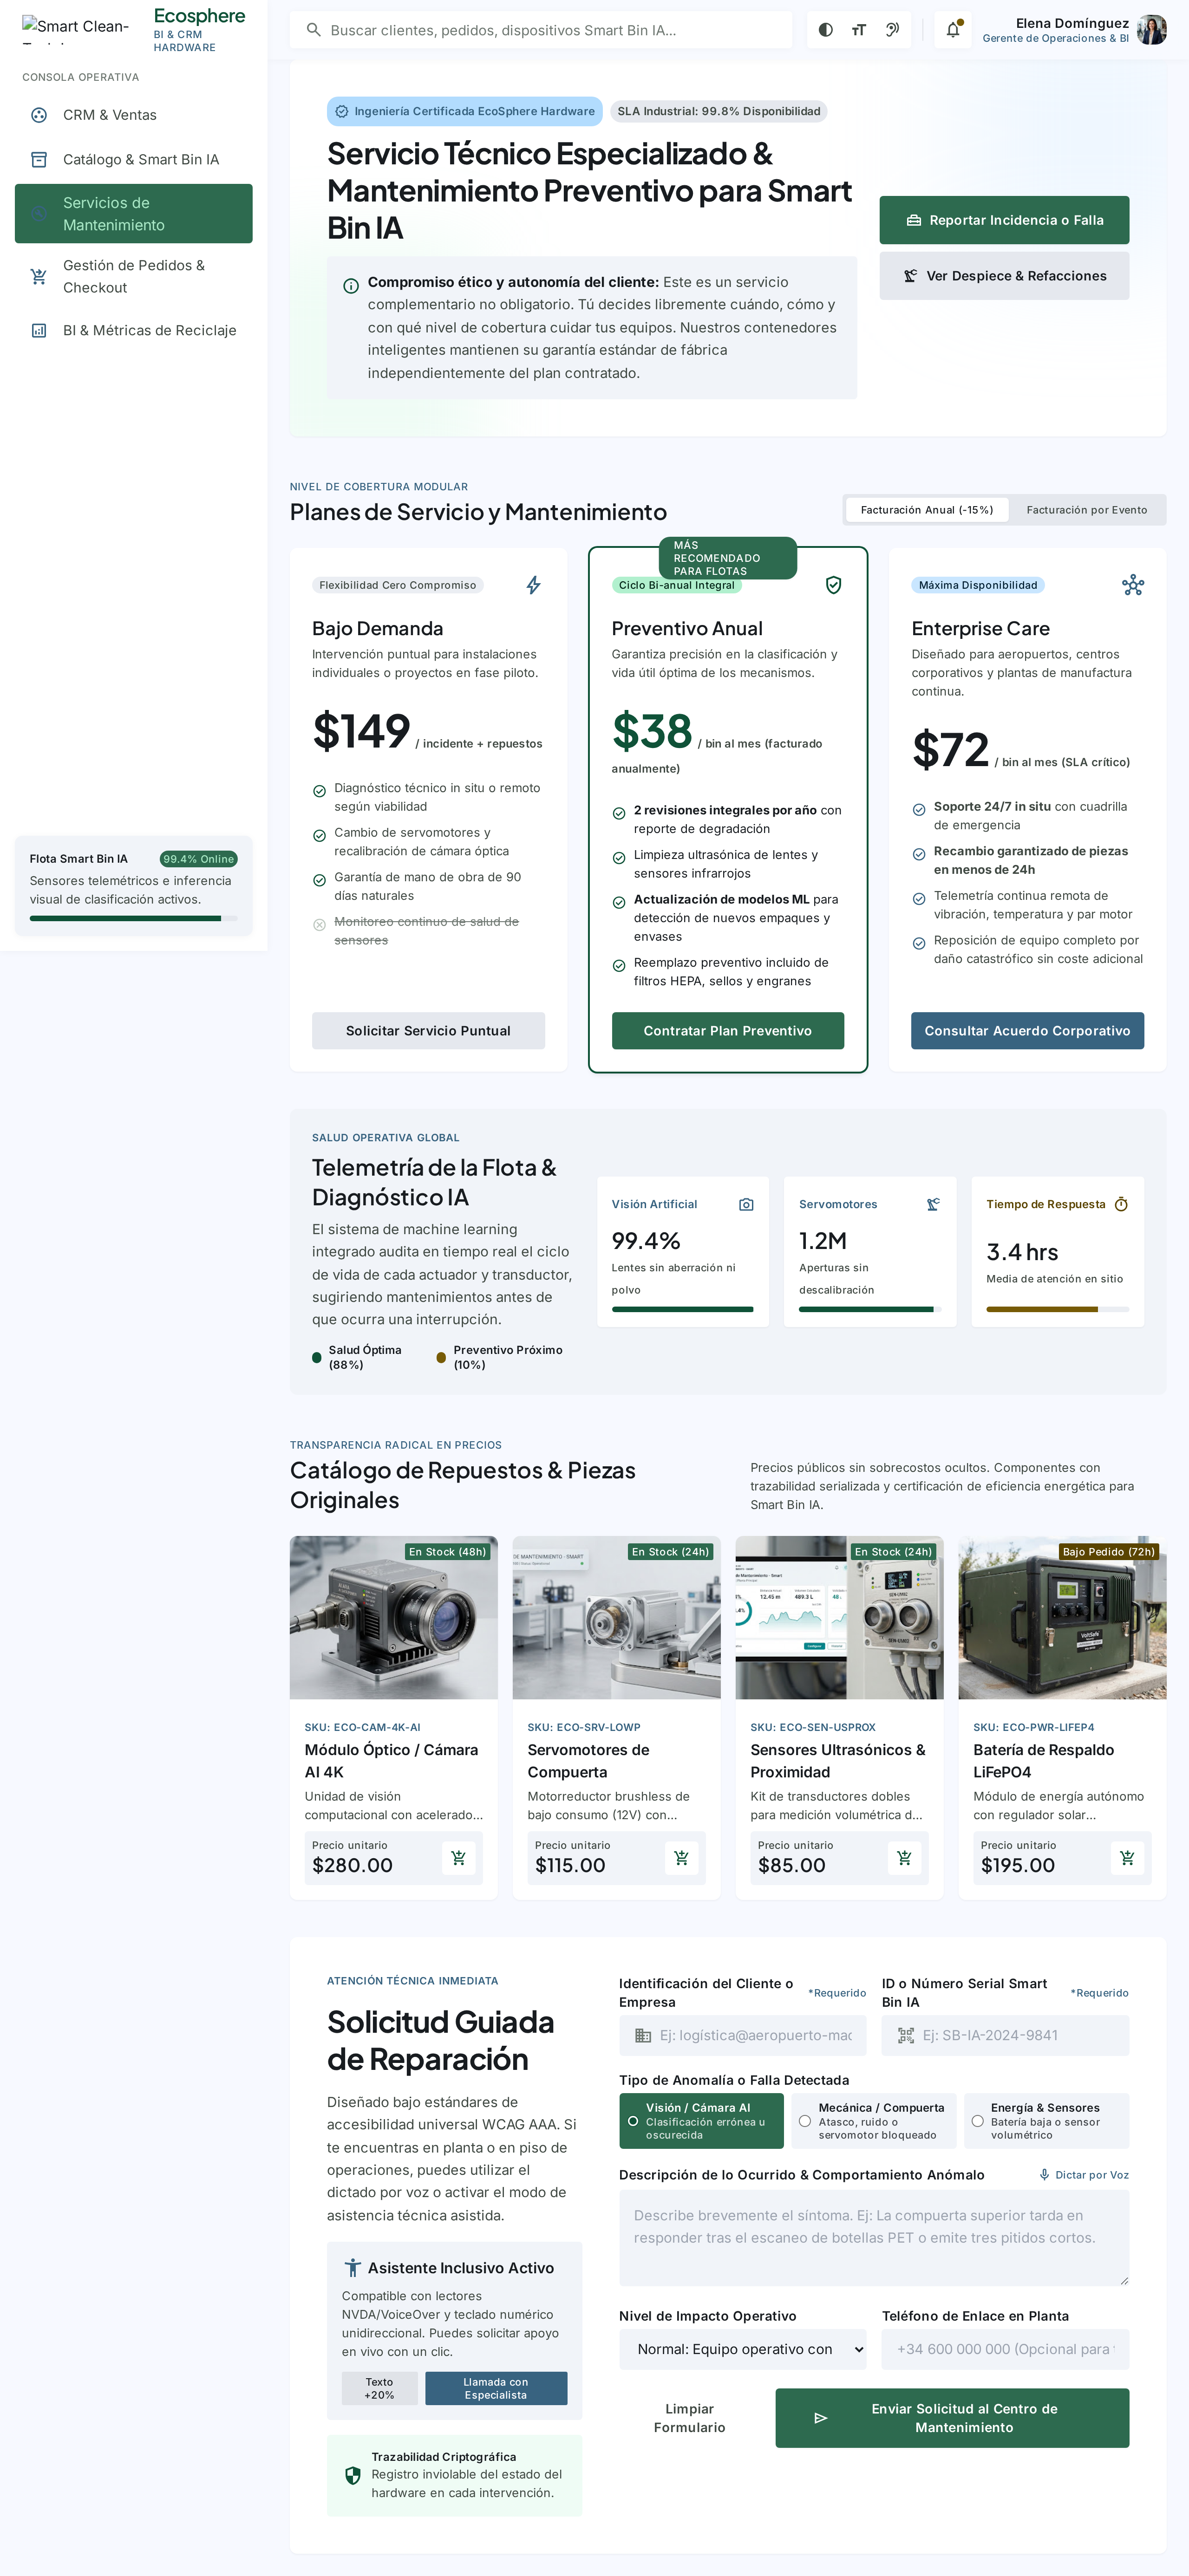 Smart Clean-
Ecosphere
BI & CRM
HARDWARE
CONSOLA OPERATIVA
CRM & Ventas
Catálogo & Smart Bin IA
Servicios de
Mantenimiento
Gestión de Pedidos &
Checkout
BI & Métricas de Reciclaje
Flota Smart Bin IA
99.4% Online
Sensores telemétricos e inferencia
visual de clasificación activos.
Buscar clientes, pedidos, dispositivos Smart Bin IA...
Elena Domínguez
Gerente de Operaciones & BI
Ingeniería Certificada EcoSphere Hardware
SLA Industrial: 99.8% Disponibilidad
Servicio Técnico Especializado &
Mantenimiento Preventivo para Smart
Bin IA
Compromiso ético y autonomía del cliente: Este es un servicio
complementario no obligatorio. Tú decides libremente cuándo, cómo y
con qué nivel de cobertura cuidar tus equipos. Nuestros contenedores
inteligentes mantienen su garantía estándar de fábrica
independientemente del plan contratado.
Reportar Incidencia o Falla
Ver Despiece & Refacciones
NIVEL DE COBERTURA MODULAR
Planes de Servicio y Mantenimiento
Facturación Anual (-15%)
Facturación por Evento
Flexibilidad Cero Compromiso
Bajo Demanda
Intervención puntual para instalaciones
individuales o proyectos en fase piloto.
$149 / incidente + repuestos
Diagnóstico técnico in situ o remoto
según viabilidad
Cambio de servomotores y
recalibración de cámara óptica
Garantía de mano de obra de 90
días naturales
Monitoreo continuo de salud de
sensores
Solicitar Servicio Puntual
MÁS
RECOMENDADO
PARA FLOTAS
Ciclo Bi-anual Integral
Preventivo Anual
Garantiza precisión en la clasificación y
vida útil óptima de los mecanismos.
$38 / bin al mes (facturado
anualmente)
2 revisiones integrales por año con
reporte de degradación
Limpieza ultrasónica de lentes y
sensores infrarrojos
Actualización de modelos ML para
detección de nuevos empaques y
envases
Reemplazo preventivo incluido de
filtros HEPA, sellos y engranes
Contratar Plan Preventivo
Máxima Disponibilidad
Enterprise Care
Diseñado para aeropuertos, centros
corporativos y plantas de manufactura
continua.
$72 / bin al mes (SLA crítico)
Soporte 24/7 in situ con cuadrilla
de emergencia
Recambio garantizado de piezas
en menos de 24h
Telemetría continua remota de
vibración, temperatura y par motor
Reposición de equipo completo por
daño catastrófico sin coste adicional
Consultar Acuerdo Corporativo
SALUD OPERATIVA GLOBAL
Telemetría de la Flota &
Diagnóstico IA
El sistema de machine learning
integrado audita en tiempo real el ciclo
de vida de cada actuador y transductor,
sugiriendo mantenimientos antes de
que ocurra una interrupción.
Salud Óptima
(88%)
Preventivo Próximo
(10%)
Visión Artificial
99.4%
Lentes sin aberración ni
polvo
Servomotores
1.2M
Aperturas sin
descalibración
Tiempo de Respuesta
3.4 hrs
Media de atención en sitio
TRANSPARENCIA RADICAL EN PRECIOS
Catálogo de Repuestos & Piezas
Originales
Precios públicos sin sobrecostos ocultos. Componentes con
trazabilidad serializada y certificación de eficiencia energética para
Smart Bin IA.
En Stock (48h)
SKU: ECO-CAM-4K-AI
Módulo Óptico / Cámara
AI 4K
Unidad de visión
computacional con acelerado...
Precio unitario
$280.00
DE MANTENIMIENTO - SMART
En Stock (24h)
SKU: ECO-SRV-LOWP
Servomotores de
Compuerta
Motorreductor brushless de
bajo consumo (12V) con...
Precio unitario
$115.00
En Stock (24h)
de Mantenimiento - Smart
12.45 m
489.3 L
SKU: ECO-SEN-USPROX
Sensores Ultrasónicos &
Proximidad
Kit de transductores dobles
para medición volumétrica d...
Precio unitario
$85.00
Bajo Pedido (72h)
SKU: ECO-PWR-LIFEP4
Batería de Respaldo
LiFePO4
Módulo de energía autónomo
con regulador solar...
Precio unitario
$195.00
ATENCIÓN TÉCNICA INMEDIATA
Solicitud Guiada
de Reparación
Diseñado bajo estándares de
accesibilidad universal WCAG AAA. Si
te encuentras en planta o en piso de
operaciones, puedes utilizar el
dictado por voz o activar el modo de
asistencia técnica asistida.
Asistente Inclusivo Activo
Compatible con lectores
NVDA/VoiceOver y teclado numérico
unidireccional. Puedes solicitar apoyo
en vivo con un clic.
Texto
+20%
Llamada con
Especialista
Trazabilidad Criptográfica
Registro inviolable del estado del
hardware en cada intervención.
Identificación del Cliente o
Empresa
*Requerido
Ej: logística@aeropuerto-mad
ID o Número Serial Smart
Bin IA
*Requerido
Ej: SB-IA-2024-9841
Tipo de Anomalía o Falla Detectada
Visión / Cámara AI
Clasificación errónea u
oscurecida
Mecánica / Compuerta
Atasco, ruido o
servomotor bloqueado
Energía & Sensores
Batería baja o sensor
volumétrico
Descripción de lo Ocurrido & Comportamiento Anómalo
Dictar por Voz
Describe brevemente el síntoma. Ej: La compuerta superior tarda en
responder tras el escaneo de botellas PET o emite tres pitidos cortos.
Nivel de Impacto Operativo
Normal: Equipo operativo con
Teléfono de Enlace en Planta
+34 600 000 000 (Opcional para
Limpiar
Formulario
Enviar Solicitud al Centro de
Mantenimiento